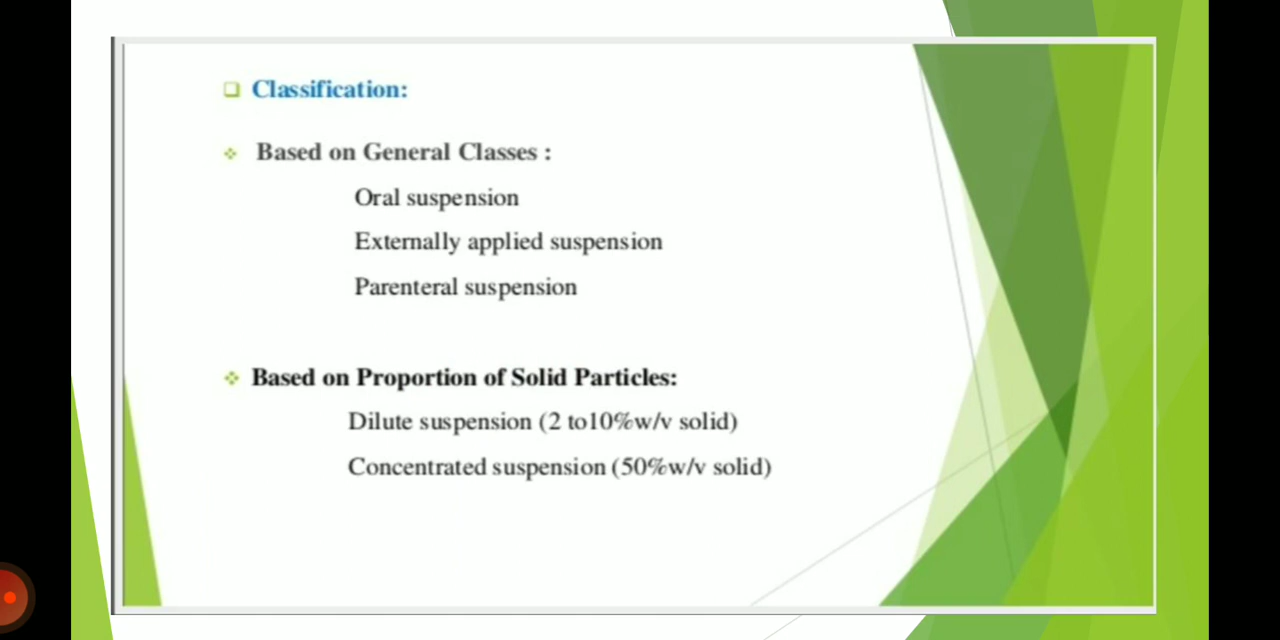 Classification:
Based on General Classes :
Oral suspension
Externally applied suspension
Parenteral suspension
Based on Proportion of Solid Particles:
Dilute suspension (2 to10%w/v solid)
Concentrated suspension (50%w/v solid)